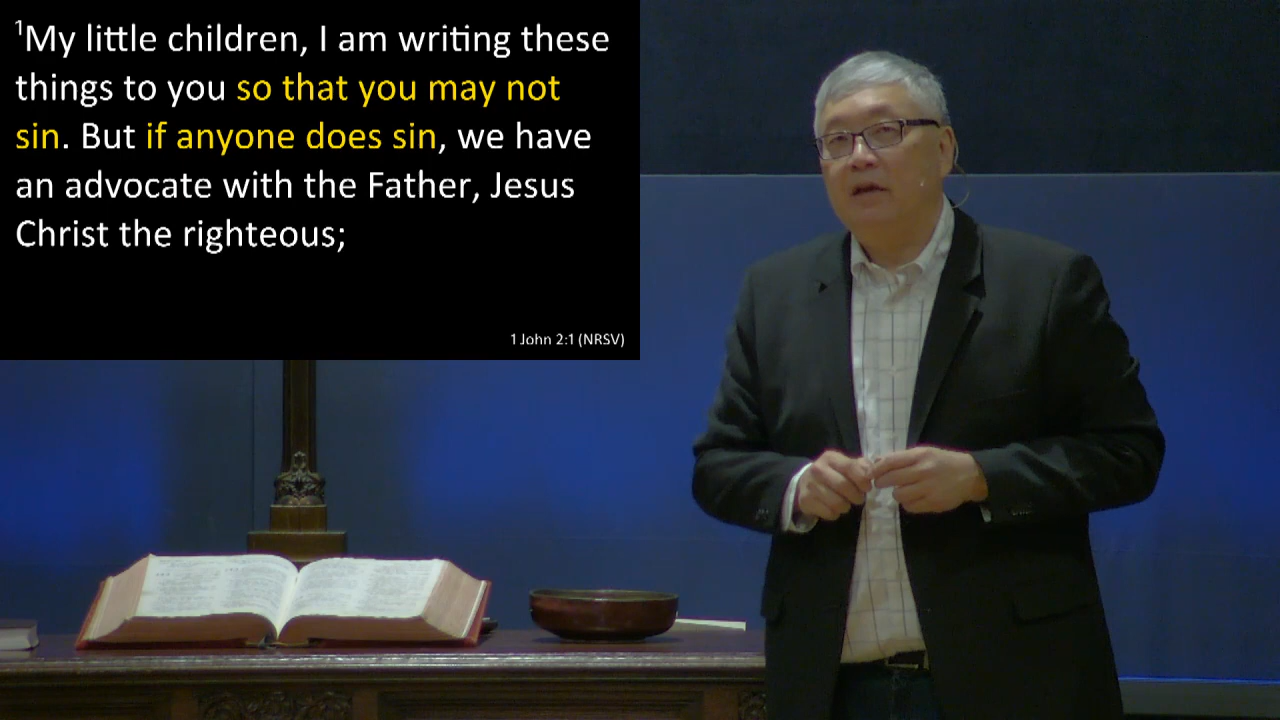 ¹My little children, I am writing these
things to you so that you may not
sin. But if anyone does sin, we have
an advocate with the Father, Jesus
Christ the righteous;
1 John 2:1 (NRSV)